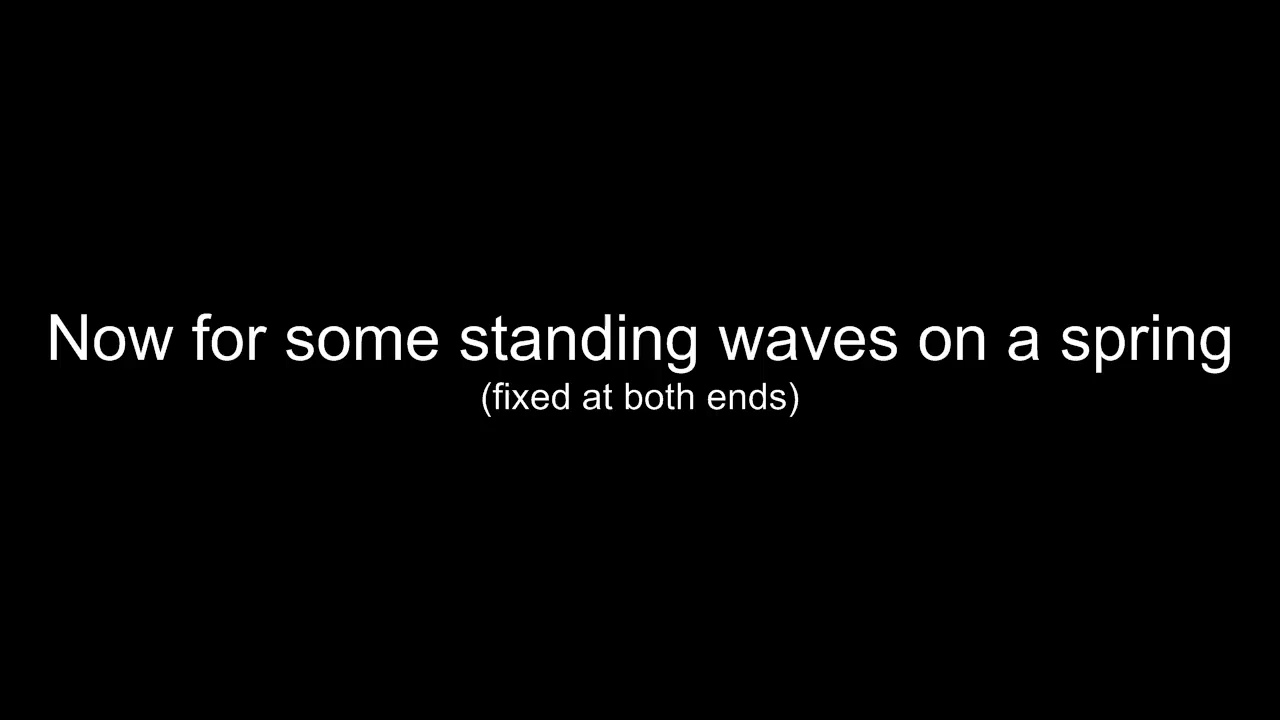 Now for some standing waves on a spring
(fixed at both ends)